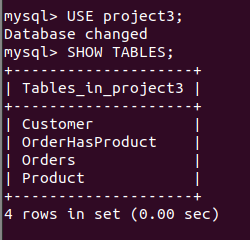 mysql> USE project3;
Database changed
mysql> SHOW TABLES;
+--------------------+
| Tables_in_project3 |
+--------------------+
| Customer           |
| OrderHasProduct    |
| Orders             |
| Product            |
+--------------------+
4 rows in set (0.00 sec)